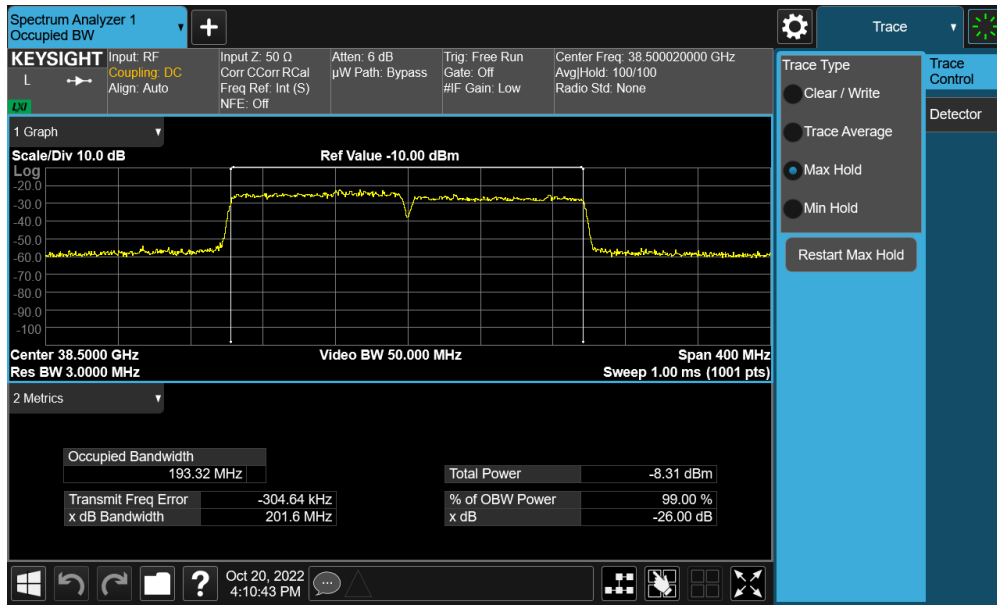 Spectrum Analyzer 1
Occupied BW
+
Trace
KEYSIGHT Input: RF Input Z: 50 Ω Atten: 6 dB Trig: Free Run Center Freq: 38.500020000 GHz
L Coupling: DC Corr CCorr RCal µW Path: Bypass Gate: Off Avg|Hold: 100/100
Align: Auto Freq Ref: Int (S) #IF Gain: Low Radio Std: None
LXI NFE: Off
Trace Type
Clear / Write
Trace Average
Max Hold
Min Hold
Restart Max Hold
Trace
Control
Detector
1 Graph
Scale/Div 10.0 dB Ref Value -10.00 dBm
Log
-20.0
-30.0
-40.0
-50.0
-60.0
-70.0
-80.0
-90.0
-100
Center 38.5000 GHz Video BW 50.000 MHz Span 400 MHz
Res BW 3.0000 MHz Sweep 1.00 ms (1001 pts)
2 Metrics
Occupied Bandwidth
193.32 MHz Total Power -8.31 dBm
Transmit Freq Error -304.64 kHz % of OBW Power 99.00 %
x dB Bandwidth 201.6 MHz x dB -26.00 dB
? Oct 20, 2022
4:10:43 PM